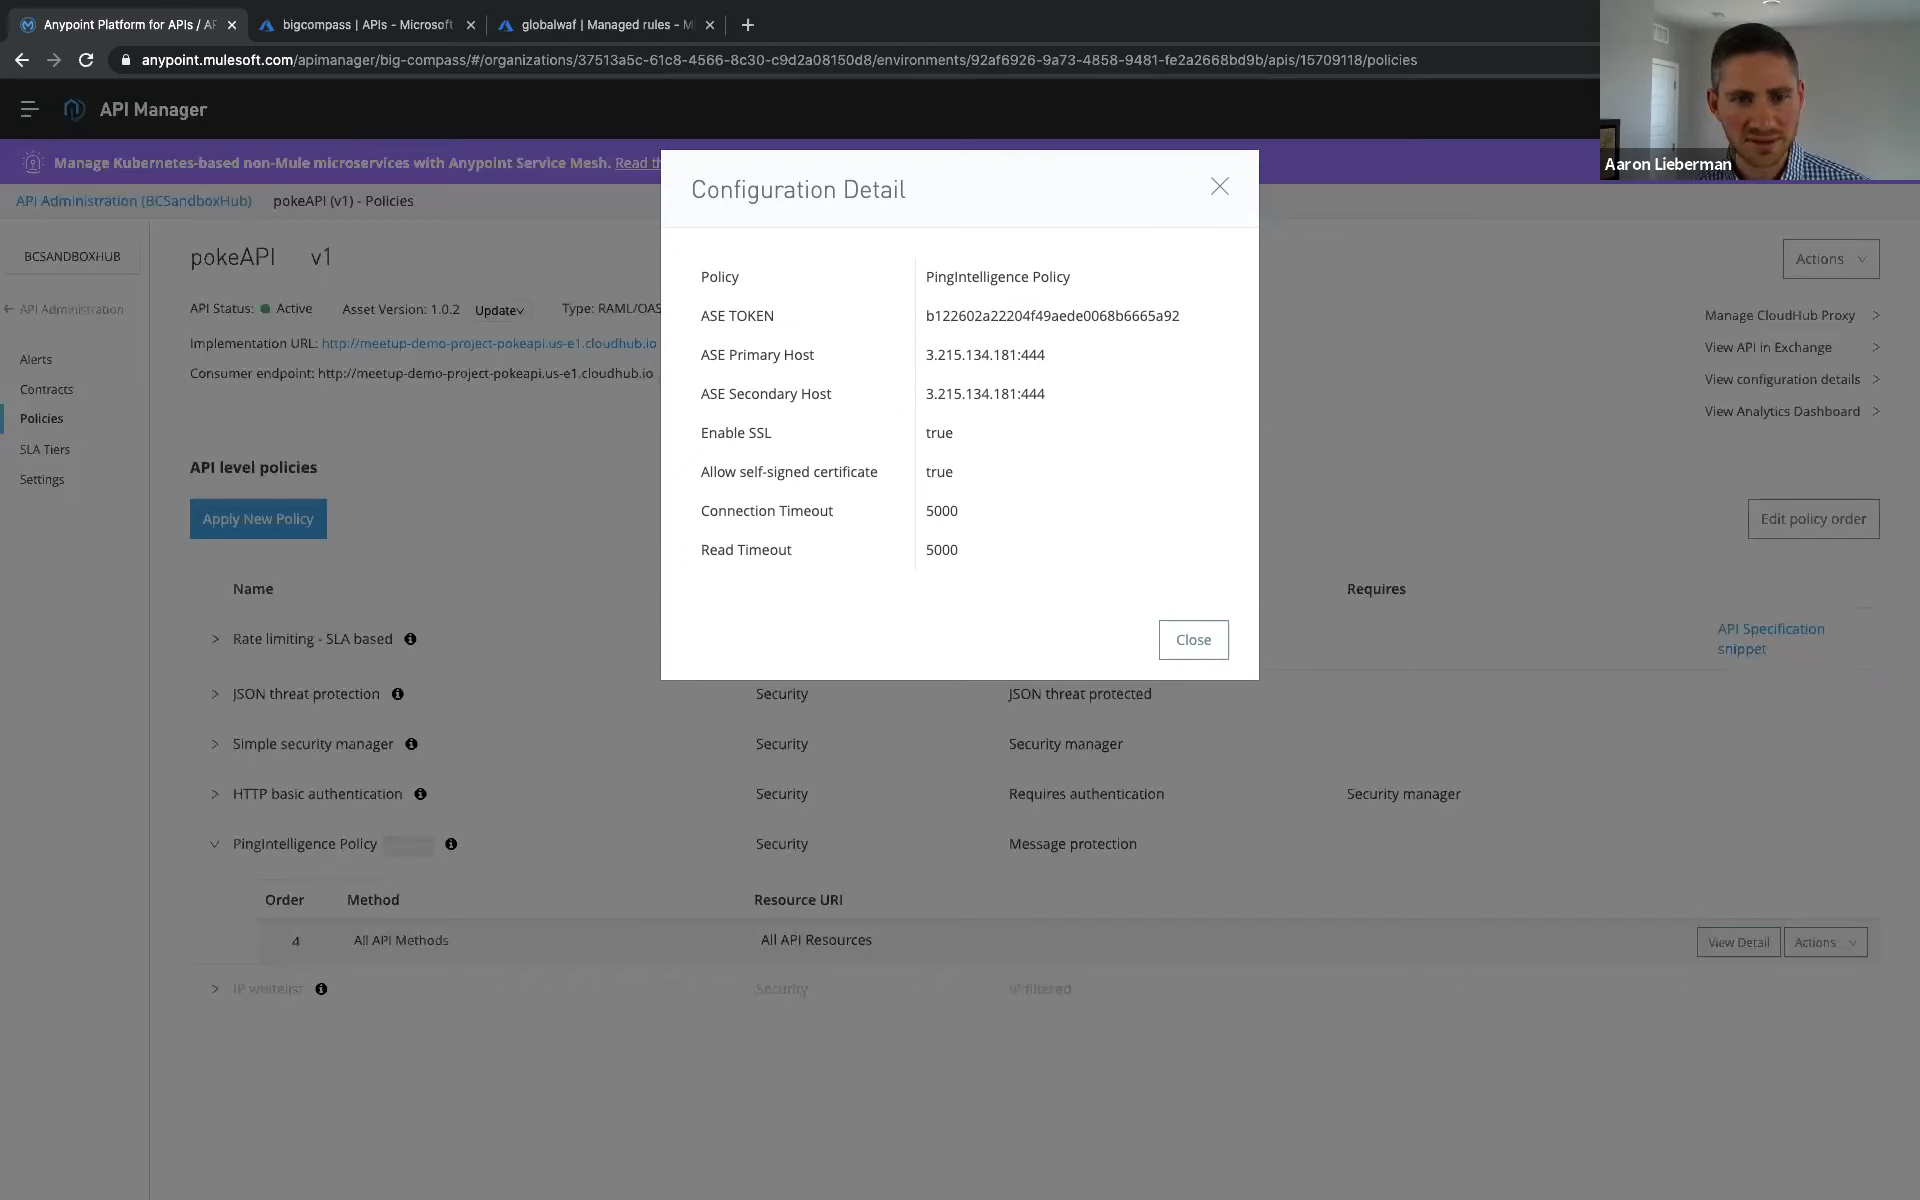 Anypoint Platform for APIs / AP
bigcompass | APIs - Microsoft
globalwaf | Managed rules - M
anypoint.mulesoft.com/apimanager/big-compass/#/organizations/37513a5c-61c8-4566-8c30-c9d2a08150d8/environments/92af6926-9a73-4858-9481-fe2a2668bd9b/apis/15709118/policies
API Manager
Manage Kubernetes-based non-Mule microservices with Anypoint Service Mesh. Read th
Aaron Lieberman
API Administration (BCSandboxHub)
pokeAPI (v1) - Policies
BCSANDBOXHUB
API Administration
Alerts
Contracts
Policies
SLA Tiers
Settings
pokeAPI v1
Actions
API Status: Active Asset Version: 1.0.2 Update Type: RAML/OAS
Implementation URL: http://meetup-demo-project-pokeapi.us-e1.cloudhub.io
Consumer endpoint: http://meetup-demo-project-pokeapi.us-e1.cloudhub.io
Manage CloudHub Proxy >
View API in Exchange >
View configuration details >
View Analytics Dashboard >
API level policies
Apply New Policy
Edit policy order
Configuration Detail
Policy PingIntelligence Policy
ASE TOKEN b122602a22204f49aede0068b6665a92
ASE Primary Host 3.215.134.181:444
ASE Secondary Host 3.215.134.181:444
Enable SSL true
Allow self-signed certificate true
Connection Timeout 5000
Read Timeout 5000
Close
Name Requires
Rate limiting - SLA based
API Specification
snippet
JSON threat protection Security JSON threat protected
Simple security manager Security Security manager
HTTP basic authentication Security Requires authentication Security manager
PingIntelligence Policy Security Message protection
Order Method Resource URI
4 All API Methods All API Resources View Detail Actions
IP whitelist Security IP filtered